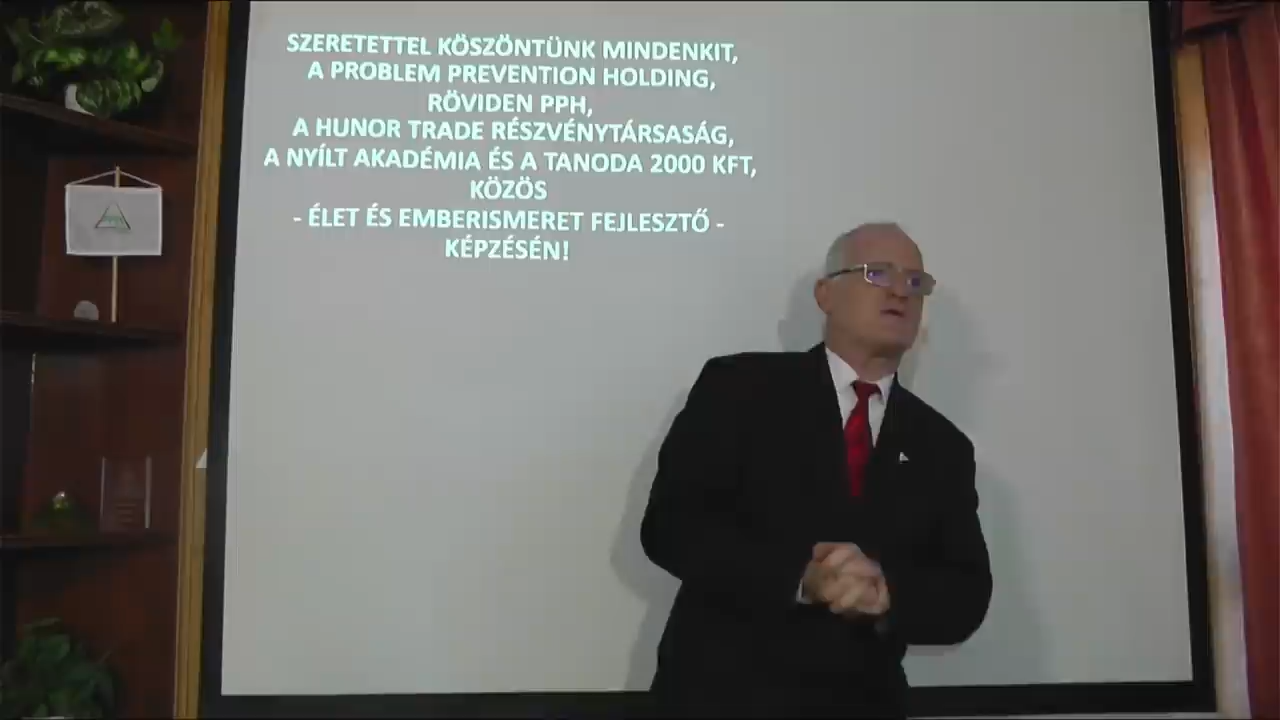 SZERETETTEL KÖSZÖNTÜNK MINDENKIT,
A PROBLEM PREVENTION HOLDING,
RÖVIDEN PPH,
A HUNOR TRADE RÉSZVÉNYTÁRSASÁG,
A NYÍLT AKADÉMIA ÉS A TANODA 2000 KFT,
KÖZÖS
- ÉLET ÉS EMBERISMERET FEJLESZTŐ -
KÉPZÉSÉN!